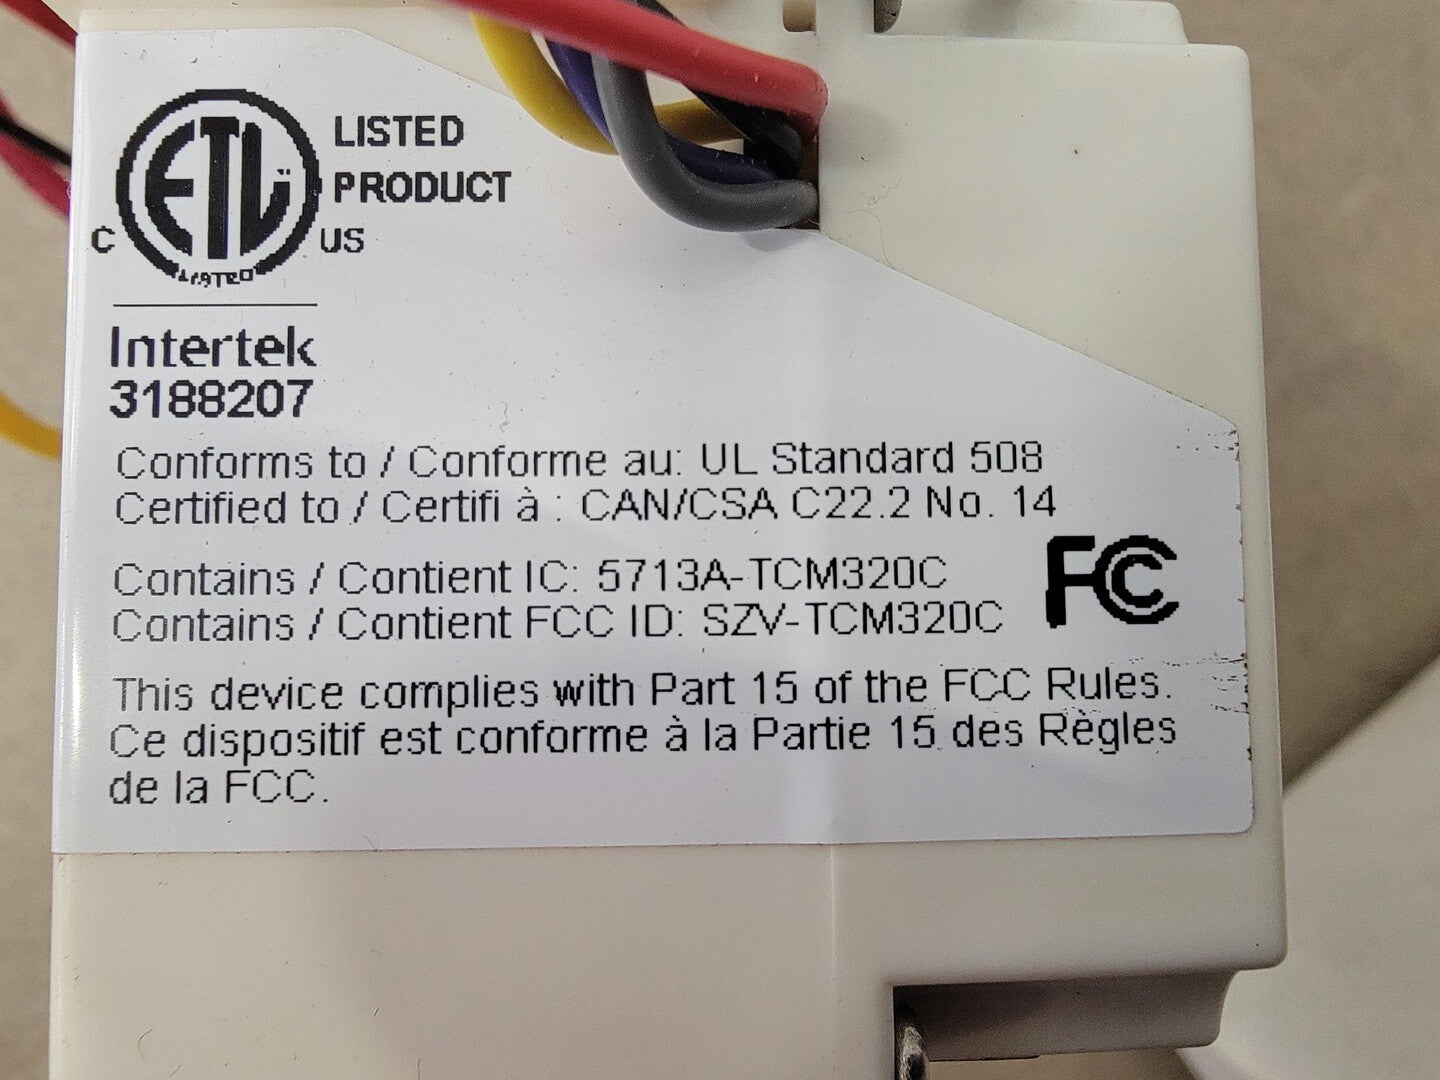 ETL
LISTED
PRODUCT
C
US
Intertek
3188207
Conforms to / Conforme au: UL Standard 508
Certified to / Certifi à : CAN/CSA C22.2 No. 14
Contains / Contient IC: 5713A-TCM320C
Contains / Contient FCC ID: SZV-TCM320C
FC
This device complies with Part 15 of the FCC Rules.
Ce dispositif est conforme à la Partie 15 des Règles
de la FCC.